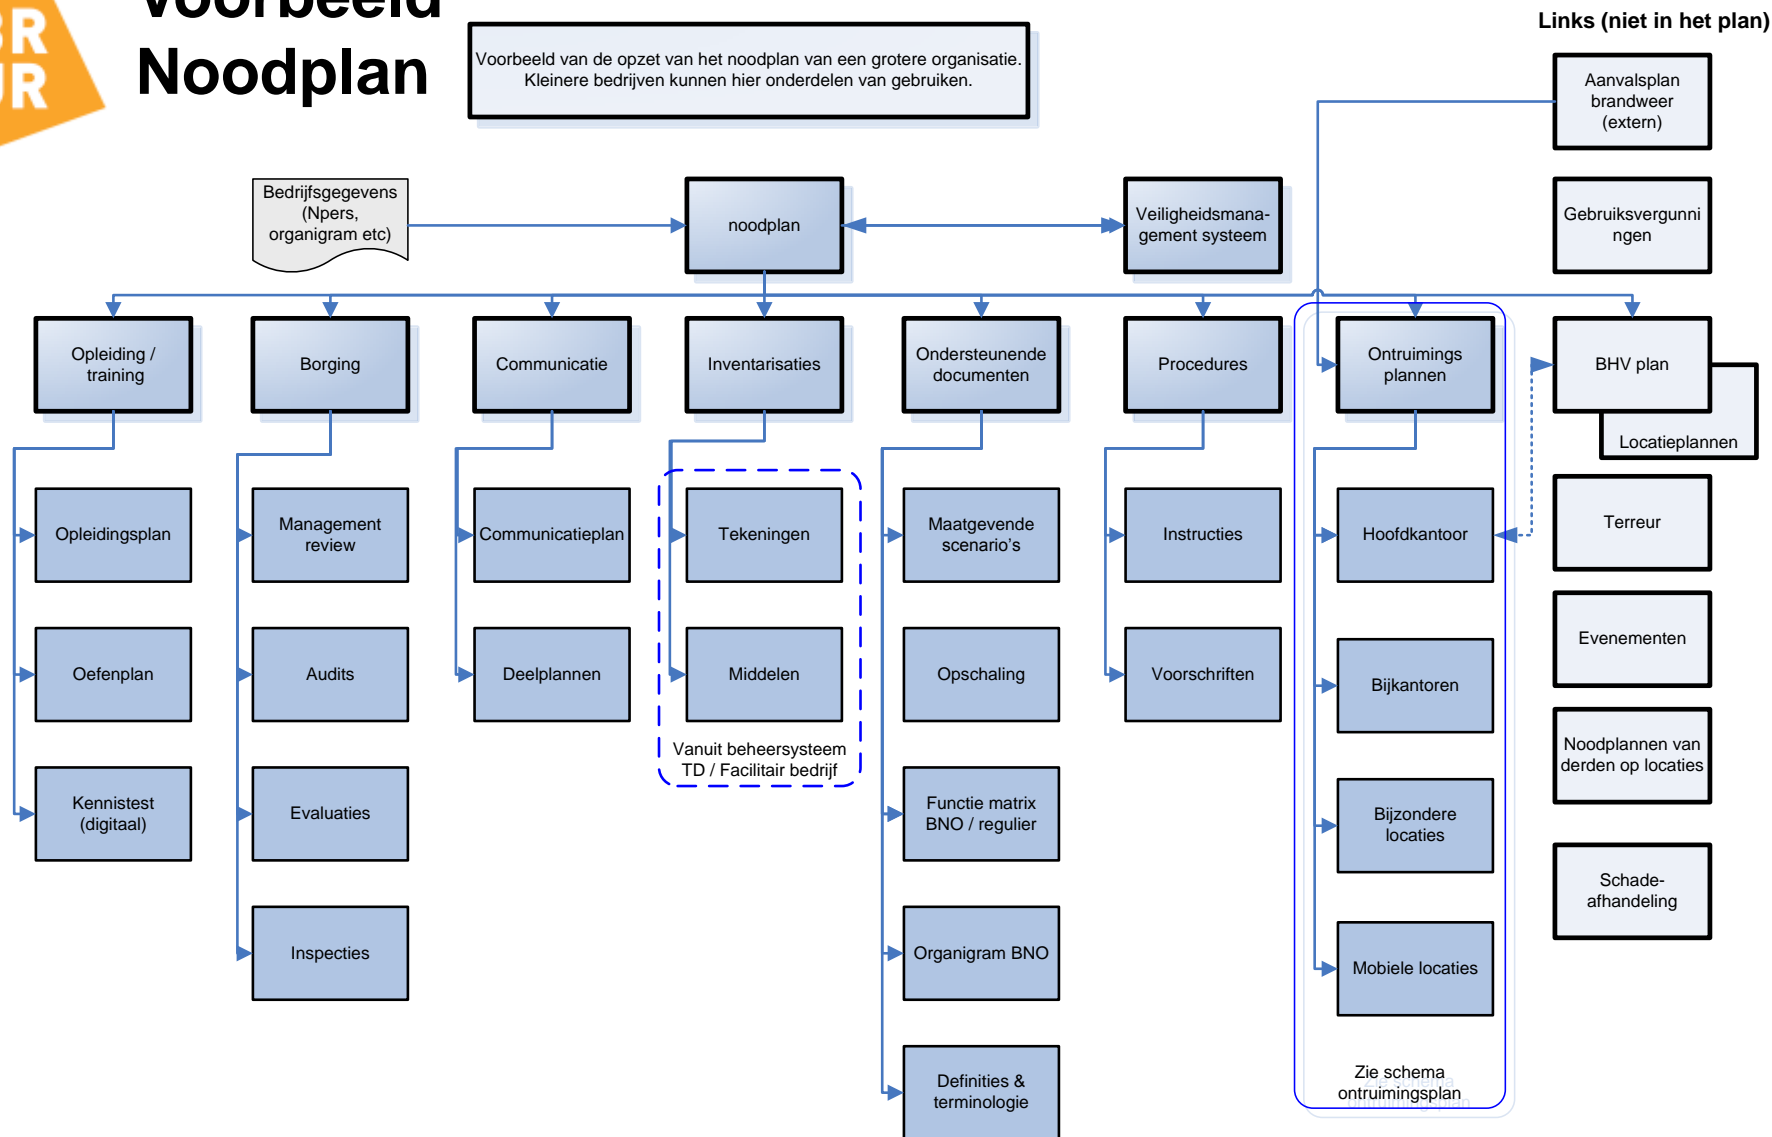 Voorbeeld
Noodplan
BR
UR
Voorbeeld van de opzet van het noodplan van een grotere organisatie.
Kleinere bedrijven kunnen hier onderdelen van gebruiken.
Links (niet in het plan)
Aanvalsplan
brandweer
(extern)
Bedrijfsgegevens
(Npers,
organigram etc)
noodplan
Veiligheidsmana-
gement systeem
Gebruiksvergunni
ngen
Opleiding /
training
Borging
Communicatie
Inventarisaties
Ondersteunende
documenten
Procedures
Ontruimings
plannen
BHV plan
Locatieplannen
Opleidingsplan
Management
review
Communicatieplan
Tekeningen
Maatgevende
scenario's
Instructies
Hoofdkantoor
Terreur
Oefenplan
Audits
Deelplannen
Middelen
Opschaling
Voorschriften
Bijkantoren
Evenementen
Vanuit beheersysteem
TD / Facilitair bedrijf
Noodplannen van
derden op locaties
Kennistest
(digitaal)
Evaluaties
Functie matrix
BNO / regulier
Bijzondere
locaties
Schade-
afhandeling
Inspecties
Organigram BNO
Mobiele locaties
Definities &
terminologie
Zie schema
ontruimingsplan